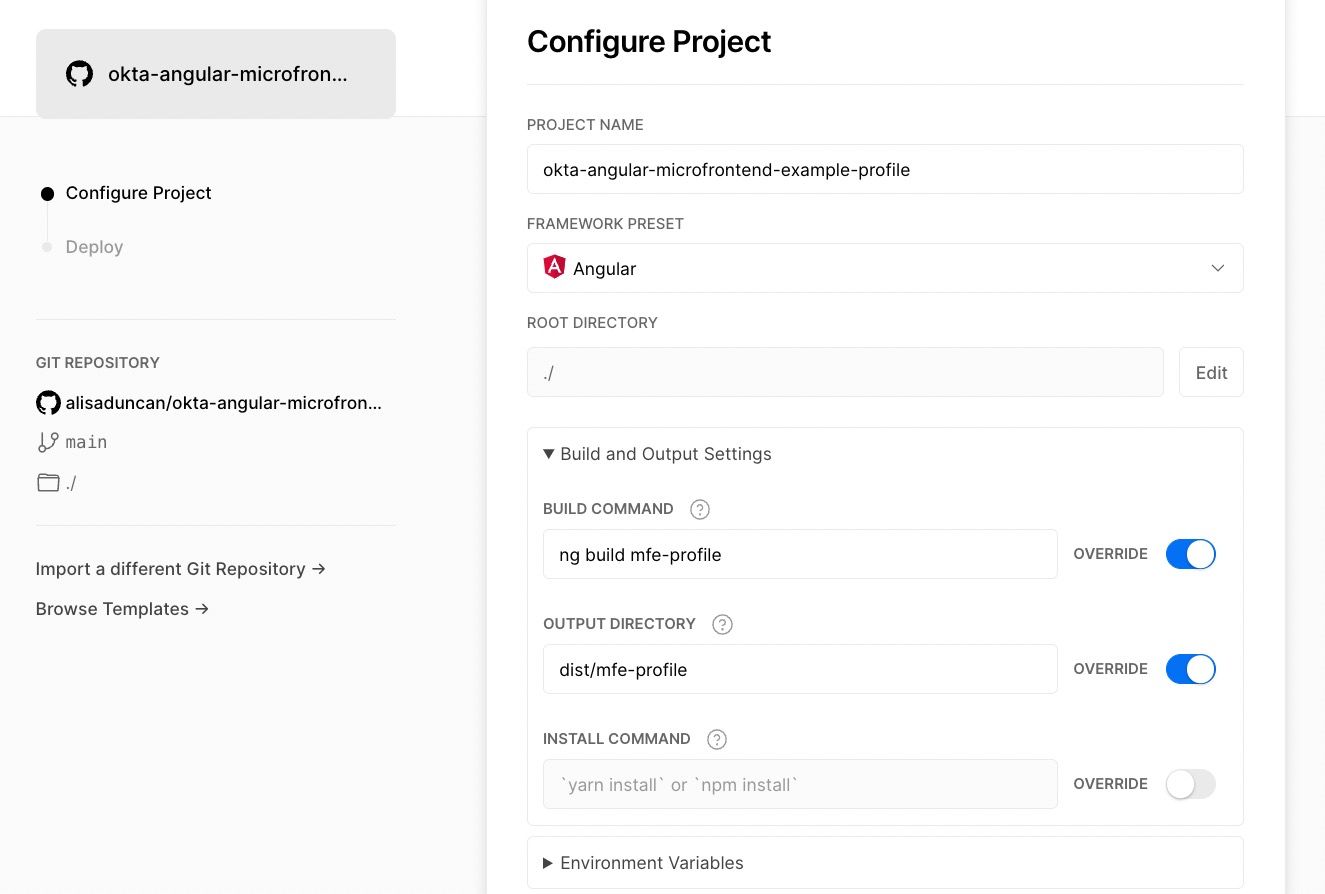 okta-angular-microfron...
Configure Project
Deploy
GIT REPOSITORY
alisaduncan/okta-angular-microfron...
main
./
Import a different Git Repository →
Browse Templates →
Configure Project
PROJECT NAME
okta-angular-microfrontend-example-profile
FRAMEWORK PRESET
A Angular
ROOT DIRECTORY
./ Edit
▼ Build and Output Settings
BUILD COMMAND ?
ng build mfe-profile OVERRIDE
OUTPUT DIRECTORY ?
dist/mfe-profile OVERRIDE
INSTALL COMMAND ?
`yarn install` or `npm install` OVERRIDE
▶ Environment Variables